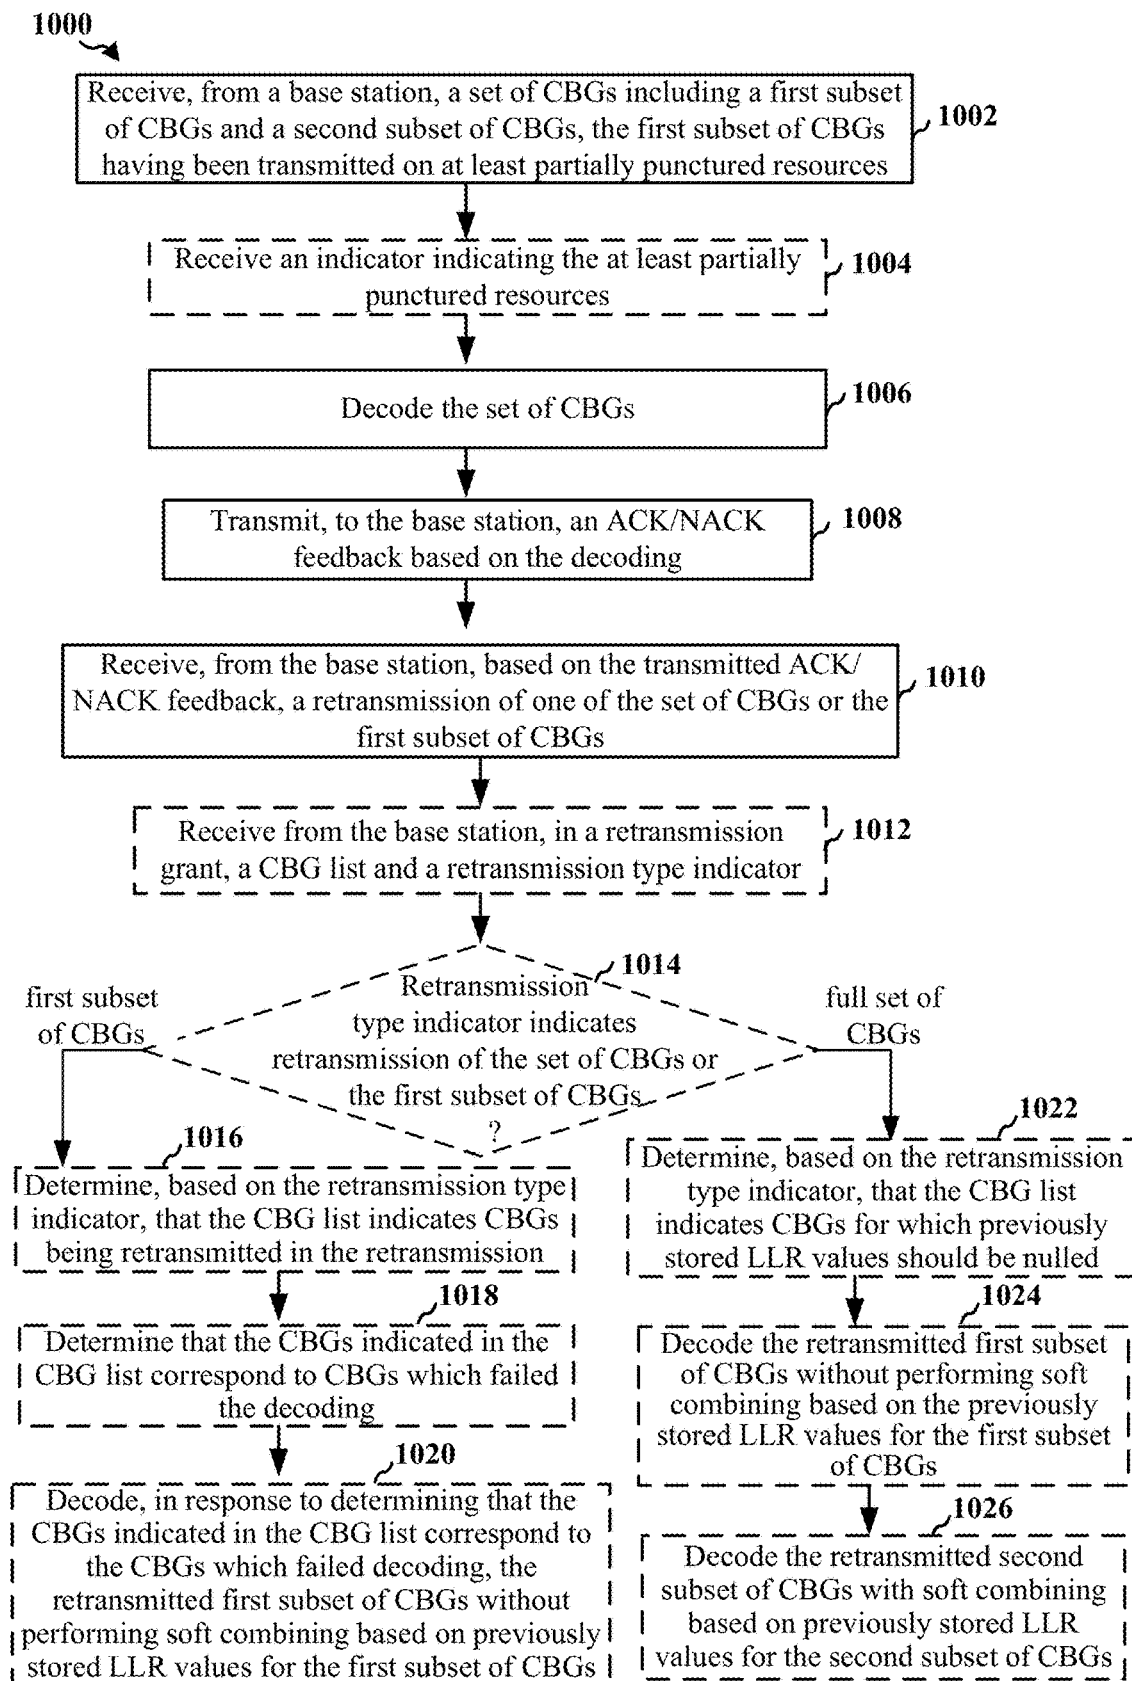 1000
Receive, from a base station, a set of CBGs including a first subset
of CBGs and a second subset of CBGs, the first subset of CBGs
having been transmitted on at least partially punctured resources
1002
Receive an indicator indicating the at least partially
punctured resources
1004
Decode the set of CBGs
1006
Transmit, to the base station, an ACK/NACK
feedback based on the decoding
1008
Receive, from the base station, based on the transmitted ACK/
NACK feedback, a retransmission of one of the set of CBGs or the
first subset of CBGs
1010
Receive from the base station, in a retransmission
grant, a CBG list and a retransmission type indicator
1012
1014
Retransmission
type indicator indicates
retransmission of the set of CBGs or
the first subset of CBGs
?
first subset
of CBGs
full set of
CBGs
1016
Determine, based on the retransmission type
indicator, that the CBG list indicates CBGs
being retransmitted in the retransmission
1018
Determine that the CBGs indicated in the
CBG list correspond to CBGs which failed
the decoding
1020
Decode, in response to determining that the
CBGs indicated in the CBG list correspond to
the CBGs which failed decoding, the
retransmitted first subset of CBGs without
performing soft combining based on previously
stored LLR values for the first subset of CBGs
1022
Determine, based on the retransmission
type indicator, that the CBG list
indicates CBGs for which previously
stored LLR values should be nulled
1024
Decode the retransmitted first subset
of CBGs without performing soft
combining based on the previously
stored LLR values for the first subset
of CBGs
1026
Decode the retransmitted second
subset of CBGs with soft combining
based on previously stored LLR
values for the second subset of CBGs